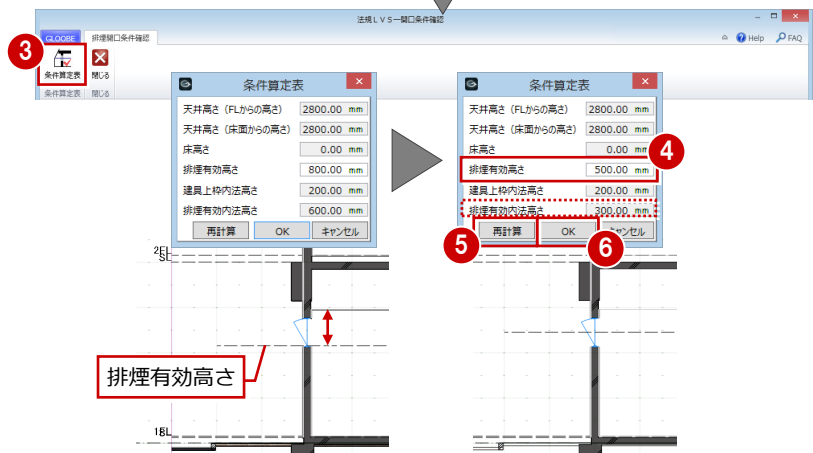 法規ＬＶＳ－開口条件確認
GLOOBE 排煙開口条件確認
Help FAQ
3
条件算定表 閉じる
条件算定表 閉じる
条件算定表
天井高さ（FLからの高さ） 2800.00 mm
天井高さ（床面からの高さ） 2800.00 mm
床高さ 0.00 mm
排煙有効高さ 800.00 mm
建具上枠内法高さ 200.00 mm
排煙有効内法高さ 600.00 mm
再計算 OK キャンセル
条件算定表
天井高さ（FLからの高さ） 2800.00 mm
天井高さ（床面からの高さ） 2800.00 mm
床高さ 0.00 mm
4
排煙有効高さ 500.00 mm
建具上枠内法高さ 200.00 mm
排煙有効内法高さ 300.00 mm
再計算 OK キャンセル
5
6
排煙有効高さ